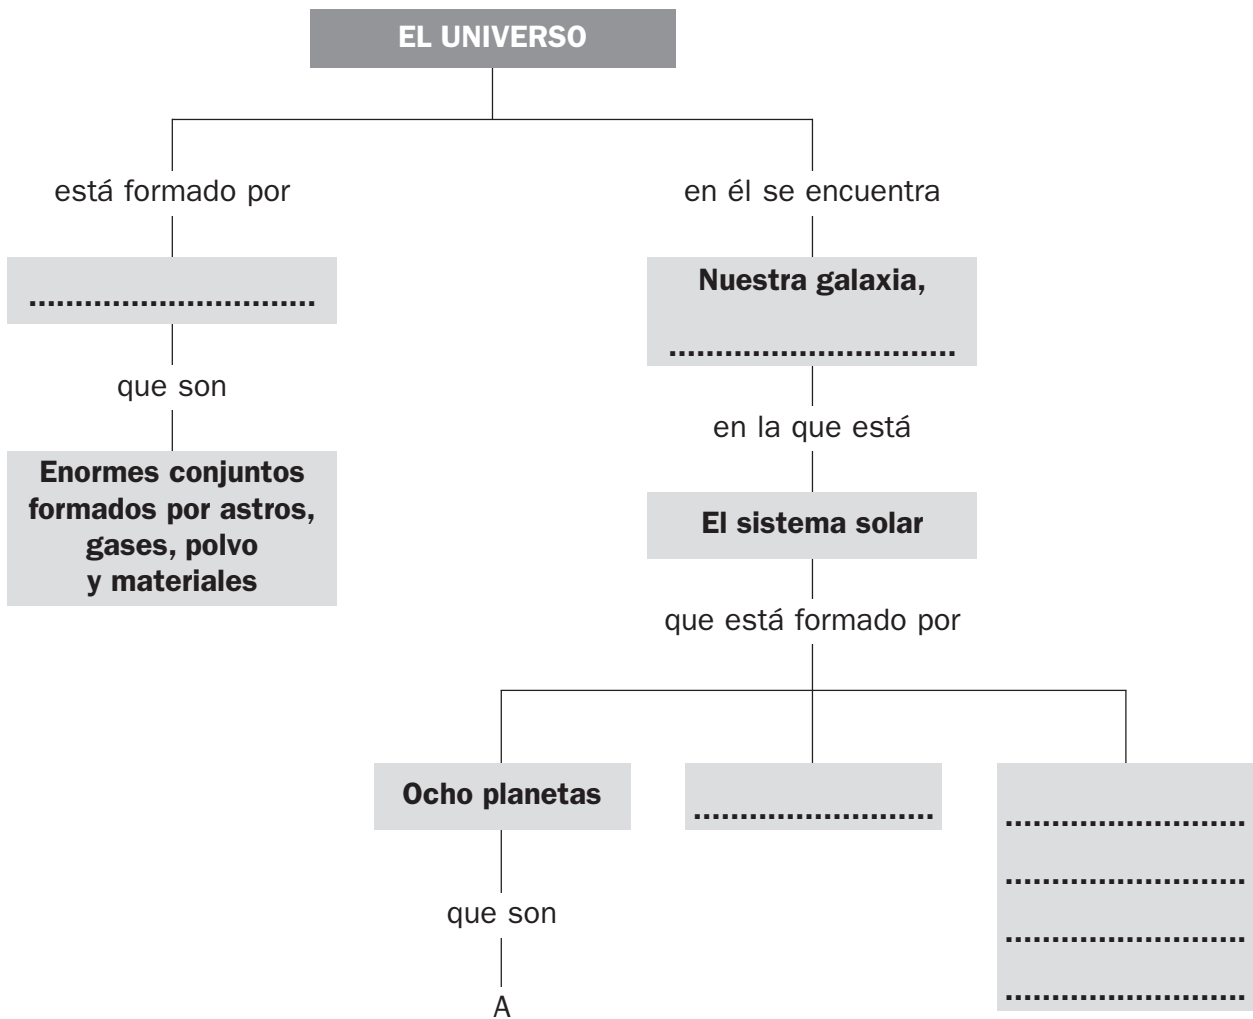 EL UNIVERSO
está formado por
en él se encuentra
..............................
Nuestra galaxia,
..............................
que son
en la que está
Enormes conjuntos
formados por astros,
gases, polvo
y materiales
El sistema solar
que está formado por
Ocho planetas
.........................
.........................
.........................
.........................
.........................
que son
A